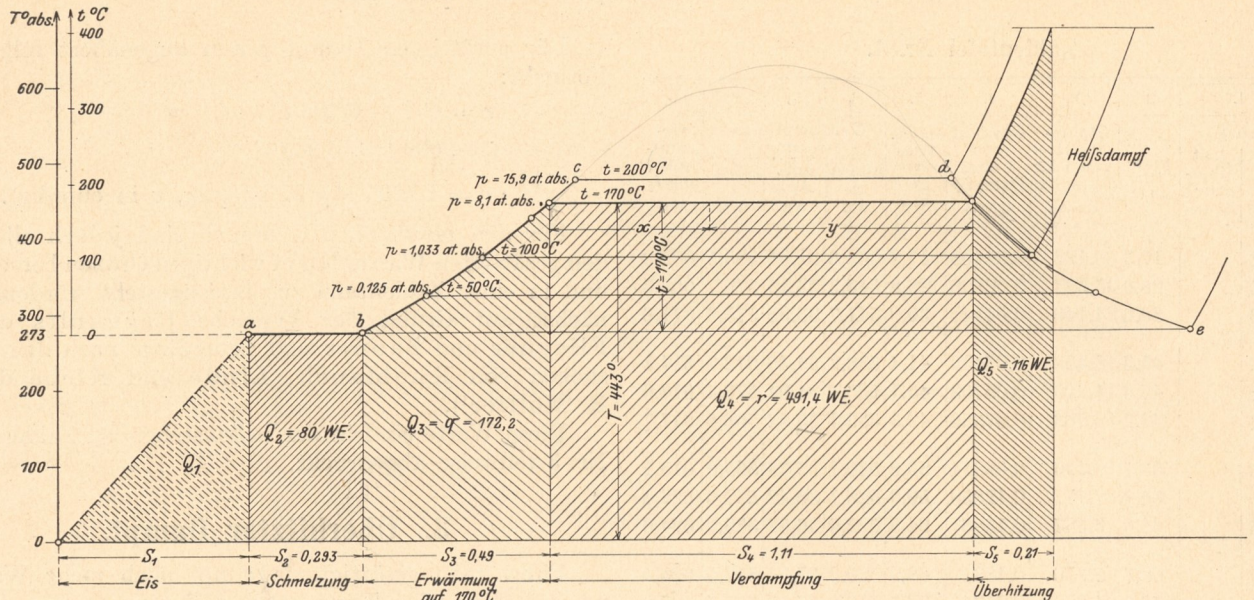 T° abs.
t °C
400
600
300
500
200
400
100
300
273
0
200
100
0
c
t = 200 °C
d
p = 15,9 at. abs.
t = 170 °C
p = 8,1 at. abs.
Heißdampf
x
y
p = 1,033 at. abs.
t = 100 °C
t = 170 °C
p = 0,125 at. abs.
t = 50 °C
a
b
e
Q5 = 116 WE.
T = 443°
Q4 = r = 491,4 WE.
Q3 = q = 172,2
Q2 = 80 WE.
Q1
S1
S2 = 0,293
S3 = 0,49
S4 = 1,11
S5 = 0,21
Eis
Schmelzung
Erwärmung
auf 170°C
Verdampfung
Überhitzung